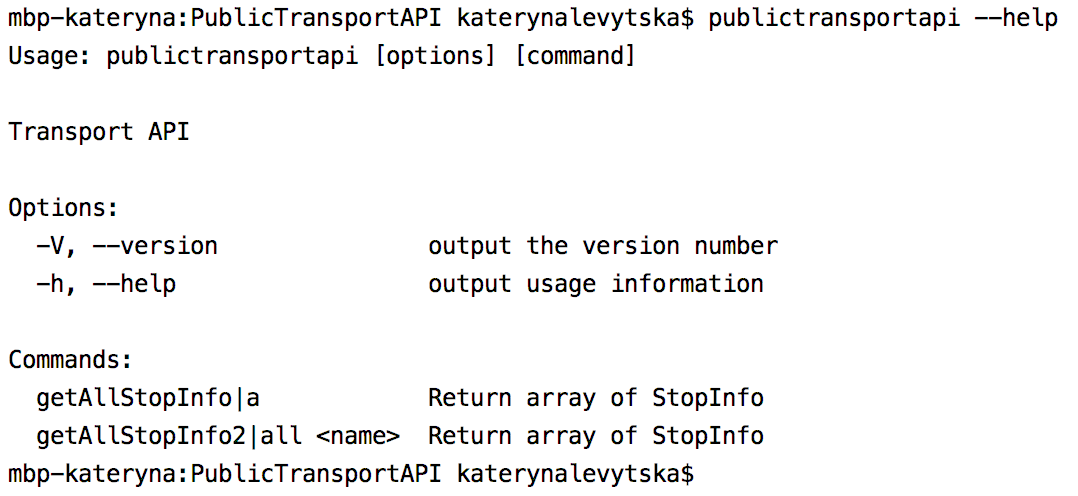 mbp-kateryna:PublicTransportAPI katerynalevytska$ publictransportapi --help
Usage: publictransportapi [options] [command]
Transport API
Options:
-V, --version output the version number
-h, --help output usage information
Commands:
getAllStopInfo|a Return array of StopInfo
getAllStopInfo2|all <name> Return array of StopInfo
mbp-kateryna:PublicTransportAPI katerynalevytska$